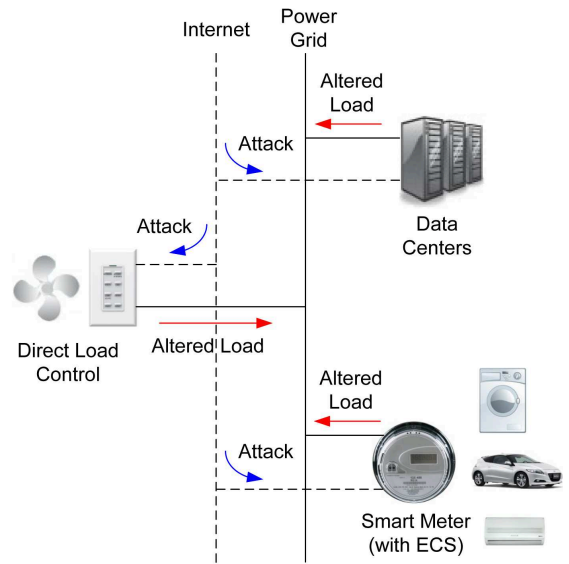 Internet
Power
Grid
Altered
Load
Attack
Data
Centers
Attack
Direct Load
Control
Altered Load
Altered
Load
Attack
Smart Meter
(with ECS)